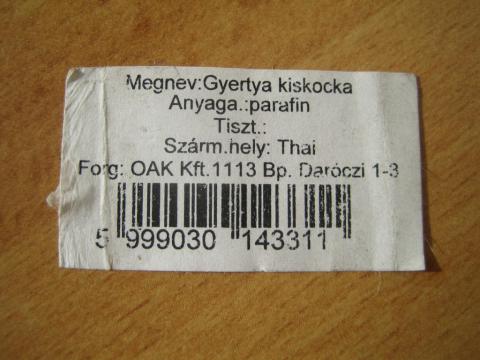 Megnev:Gyertya kiskocka
Anyaga.:parafin
Tiszt.:
Szárm.hely: Thai
Forg: OAK Kft.1113 Bp. Daróczi 1-3
5 999030 143311